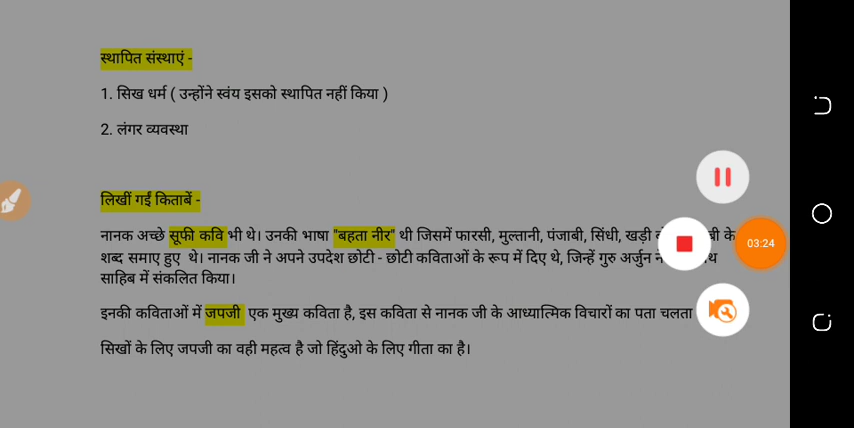 स्थापित संस्थाएं -
1. सिख धर्म ( उन्होंने स्वंय इसको स्थापित नहीं किया )
2. लंगर व्यवस्था
लिखीं गईं किताबें -
नानक अच्छे सूफी कवि भी थे। उनकी भाषा "बहता नीर" थी जिसमें फारसी, मुल्तानी, पंजाबी, सिंधी, खड़ी के
03:24
शब्द समाए हुए थे। नानक जी ने अपने उपदेश छोटी - छोटी कविताओं के रूप में दिए थे, जिन्हें गुरु अर्जुन
साहिब में संकलित किया।
इनकी कविताओं में जपजी एक मुख्य कविता है, इस कविता से नानक जी के आध्यात्मिक विचारों का पता चलता
सिखों के लिए जपजी का वही महत्व है जो हिंदुओ के लिए गीता का है।